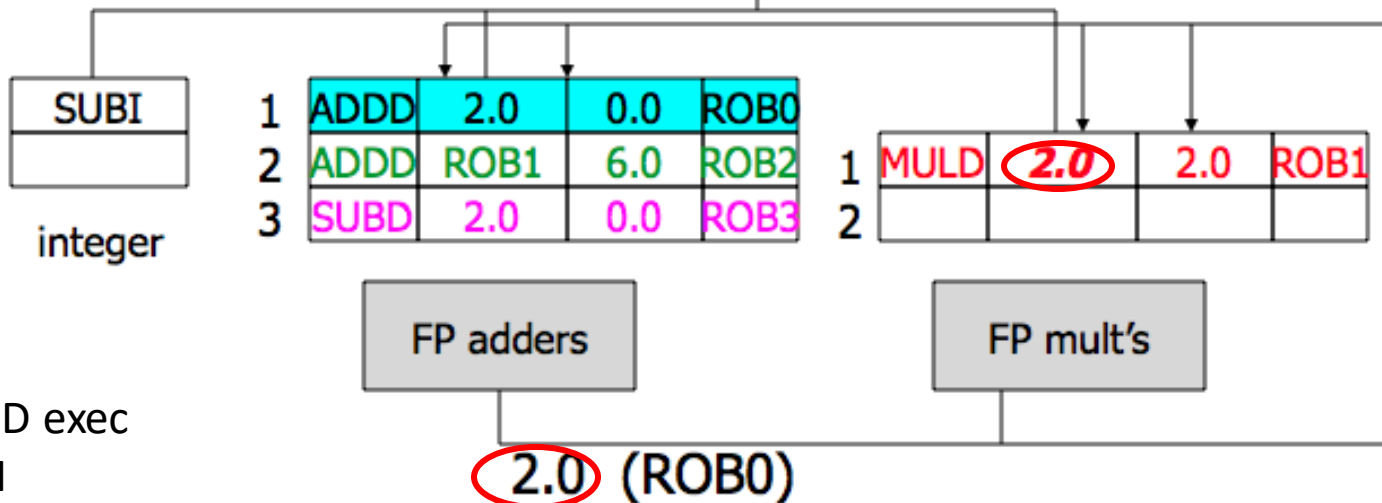 SUBI
integer
1 ADDD 2.0 0.0 ROB0
2 ADDD ROB1 6.0 ROB2
3 SUBD 2.0 0.0 ROB3
1 MULD 2.0 2.0 ROB1
2
FP adders
FP mult's
D exec
2.0 (ROB0)